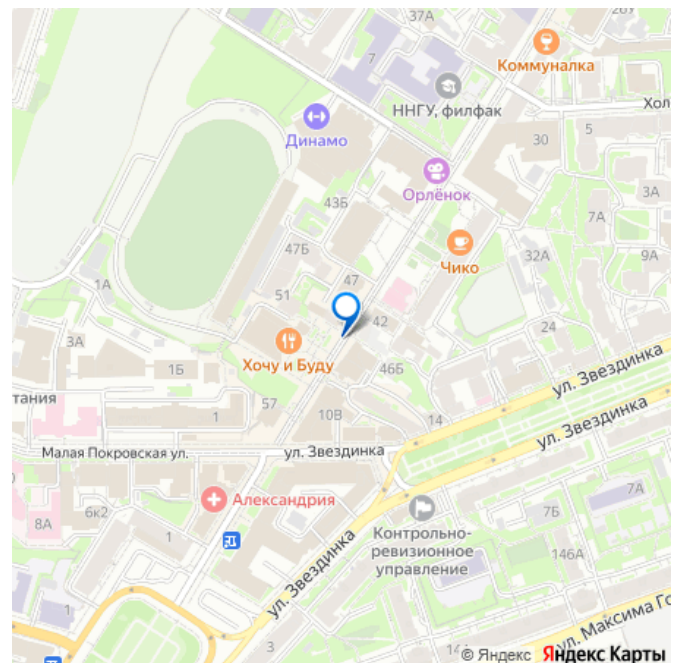 37А
Коммуналка
7
ННГУ, филфак
Хол
Динамо
30
5
Орлёнок
3А
43Б
7А
47Б
Чико
32А
9А
1А
51
47
42
24
3А
Хочу и Буду
ул. Звездинка
1Б
46Б
тания
57
1
10В
14
ул. Звездинка
Малая Покровская ул.
ул. Звездинка
Александрия
7А
6к2
8А
7Б
Контрольно-
ревизионное
управление
1
146А
ул. Звездинка
1
ул. Максима Го
3
© Яндекс
Яндекс Карты